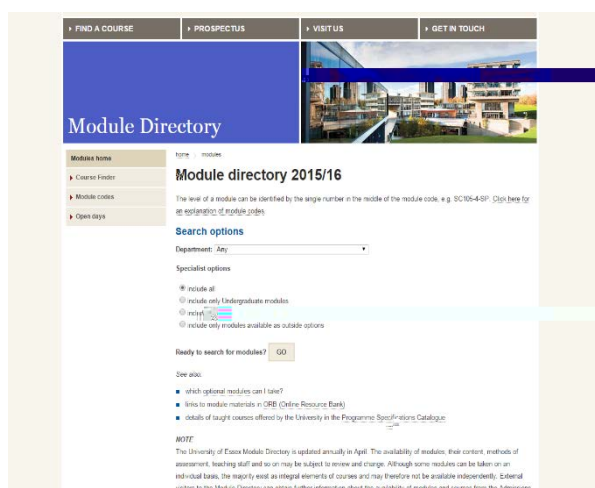 FIND A COURSE
PROSPECTUS
VISIT US
GET IN TOUCH
Module Directory
Modules home
Course Finder
Module codes
Open days
home : modules
Module directory 2015/16
The level of a module can be identified by the single number in the middle of the module code, e.g. SC105-4-SP. Click here for
an explanation of module codes.
Search options
Department: Any
Specialist options
include all
include only Undergraduate modules
include only modules available as outside options
Ready to search for modules? GO
See also:
which optional modules can I take?
links to module materials in ORB (Online Resource Bank)
details of taught courses offered by the University in the Programme Specifications Catalogue
NOTE
The University of Essex Module Directory is updated annually in April. The availability of modules, their content, methods of
assessment, teaching staff and so on may be subject to review and change. Although some modules can be taken on an
individual basis, the majority exist as integral elements of courses and may therefore not be available independently. External